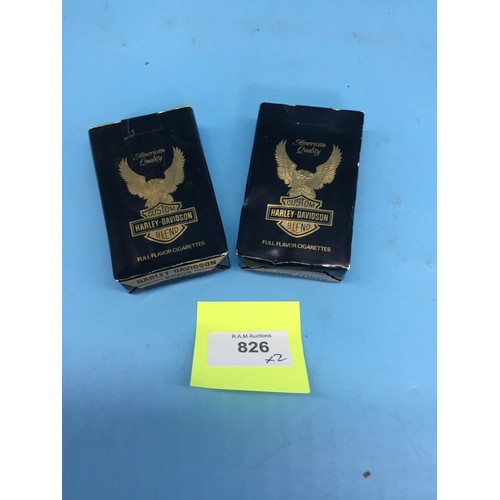 American
Quality
CUSTOM
HARLEY-DAVIDSON
BLEND
FULL FLAVOR CIGARETTES
HARLEY-DAVIDSON
American
Quality
CUSTOM
HARLEY-DAVIDSON
BLEND
FULL FLAVOR CIGARETTES
R.A.M Auctions
826
x2